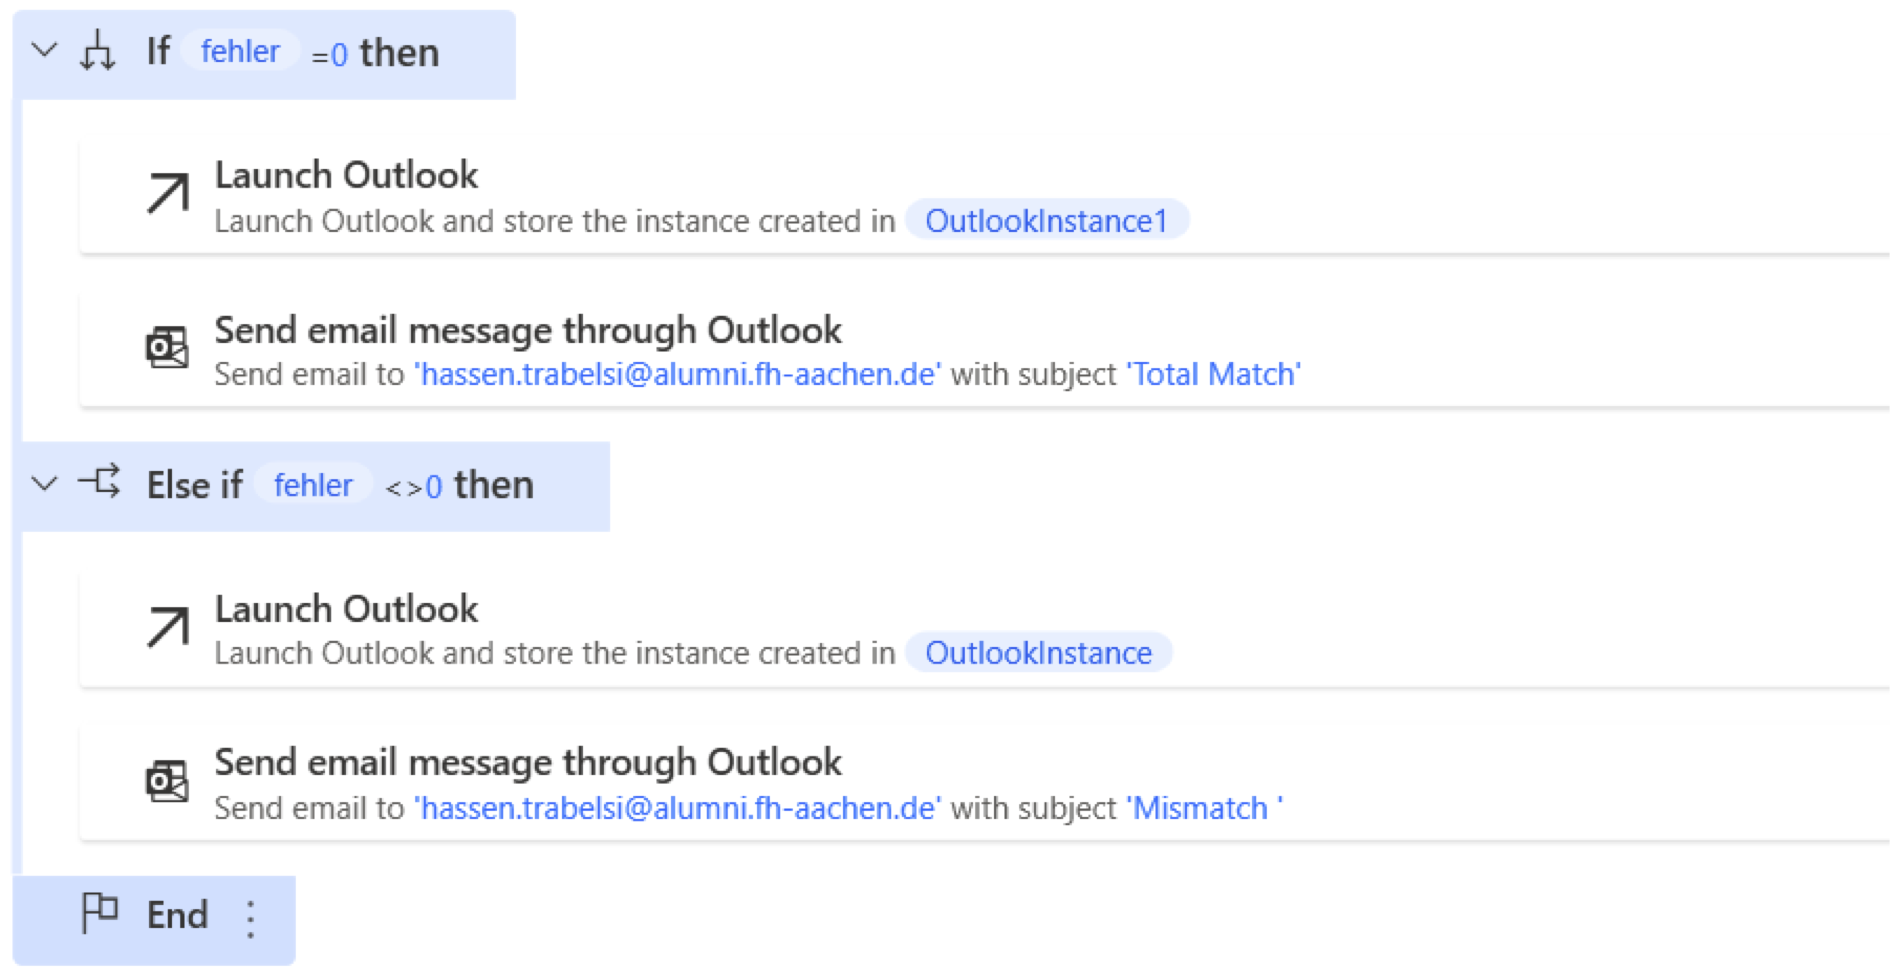 If fehler =0 then
Launch Outlook
Launch Outlook and store the instance created in OutlookInstance1
Send email message through Outlook
Send email to 'hassen.trabelsi@alumni.fh-aachen.de' with subject 'Total Match'
Else if fehler <>0 then
Launch Outlook
Launch Outlook and store the instance created in OutlookInstance
Send email message through Outlook
Send email to 'hassen.trabelsi@alumni.fh-aachen.de' with subject 'Mismatch '
End